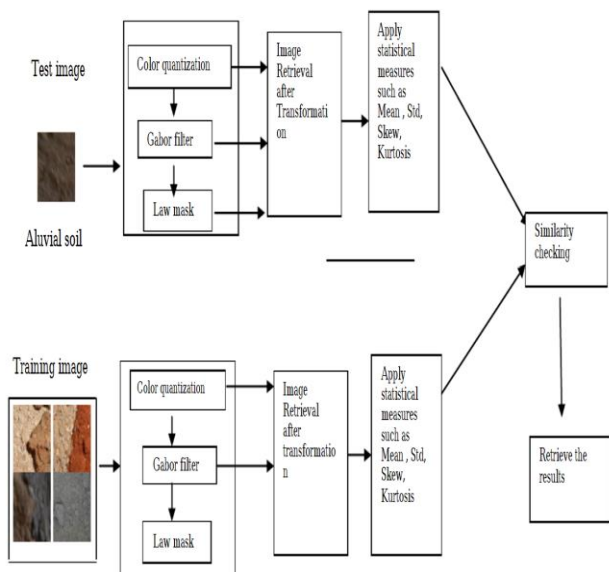 Test image
Aluvial soil
Color quantization
Gabor filter
Law mask
Image
Retrieval
after
Transformati
on
Apply
statistical
measures
such as
Mean , Std,
Skew,
Kurtosis
Similarity
checking
Retrieve the
results
Training image
Color quantization
Gabor filter
Law mask
Image
Retrieval
after
transformatio
n
Apply
statistical
measures
such as
Mean , Std,
Skew,
Kurtosis